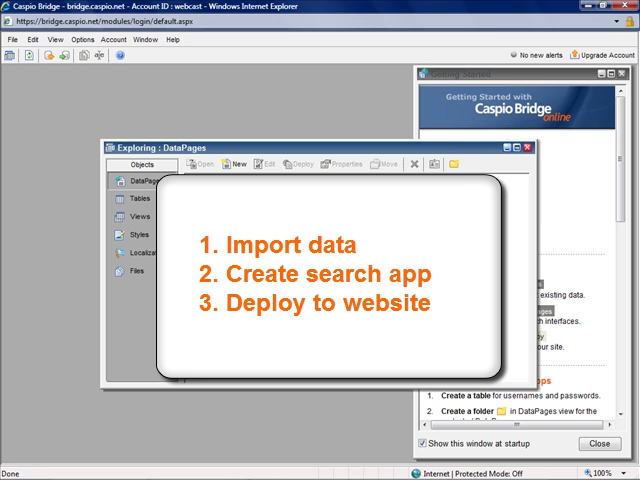 Caspio Bridge: bridge.caspio.net - Account ID : webcast - Windows Internet Explorer
https://bridge.caspio.net/modules/login/default.aspx
File Edit View Options Account Window Help
No new alerts Upgrade Account
Getting Started
Getting Started with
Caspio Bridge
online
Exploring : DataPages
Objects Open New Edit Deploy Properties Move
DataPages
Tables
Views
Styles
Localiza
Files
1. Import data
2. Create search app
3. Deploy to website
existing data.
h interfaces.
our site.
1. Create a table for usernames and passwords.
2. Create a folder in DataPages view for the
Show this window at startup Close
Done Internet | Protected Mode: Off 100%